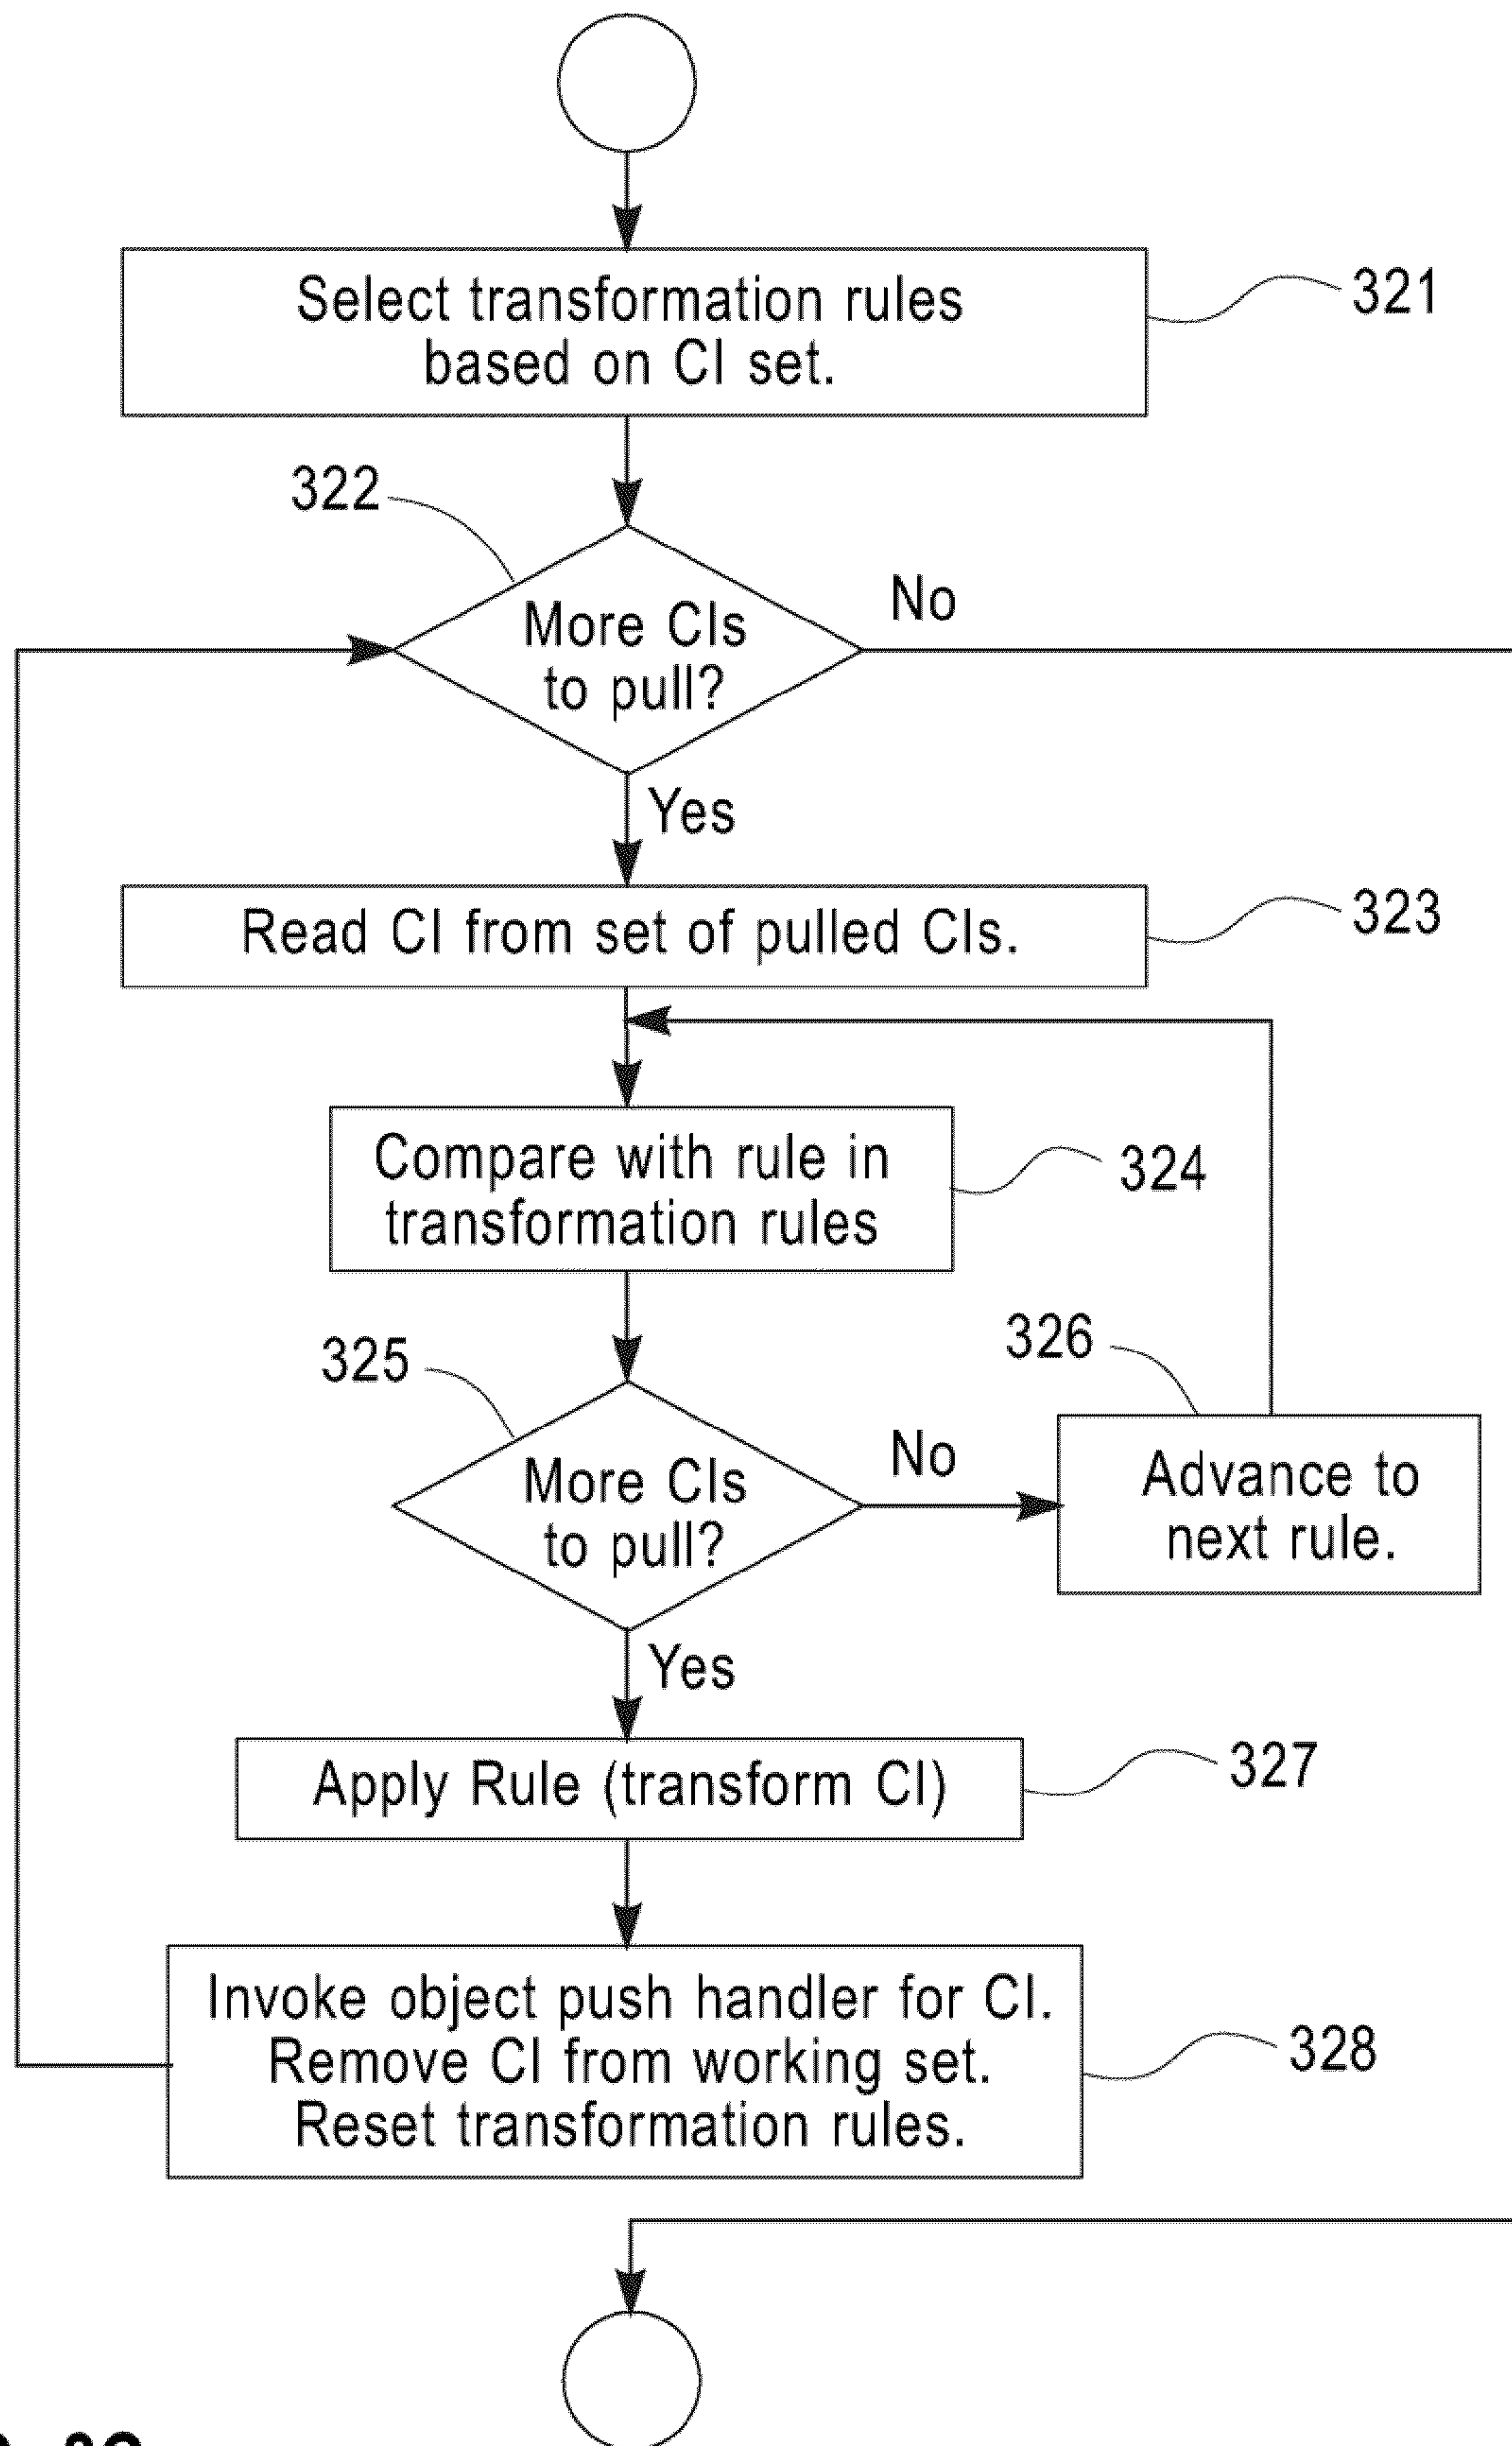 Select transformation rules
based on CI set.
321
322
More CIs
to pull?
No
Yes
Read CI from set of pulled CIs.
323
Compare with rule in
transformation rules
324
325
More CIs
to pull?
No
326
Advance to
next rule.
Yes
Apply Rule (transform CI)
327
Invoke object push handler for CI.
Remove CI from working set.
Reset transformation rules.
328